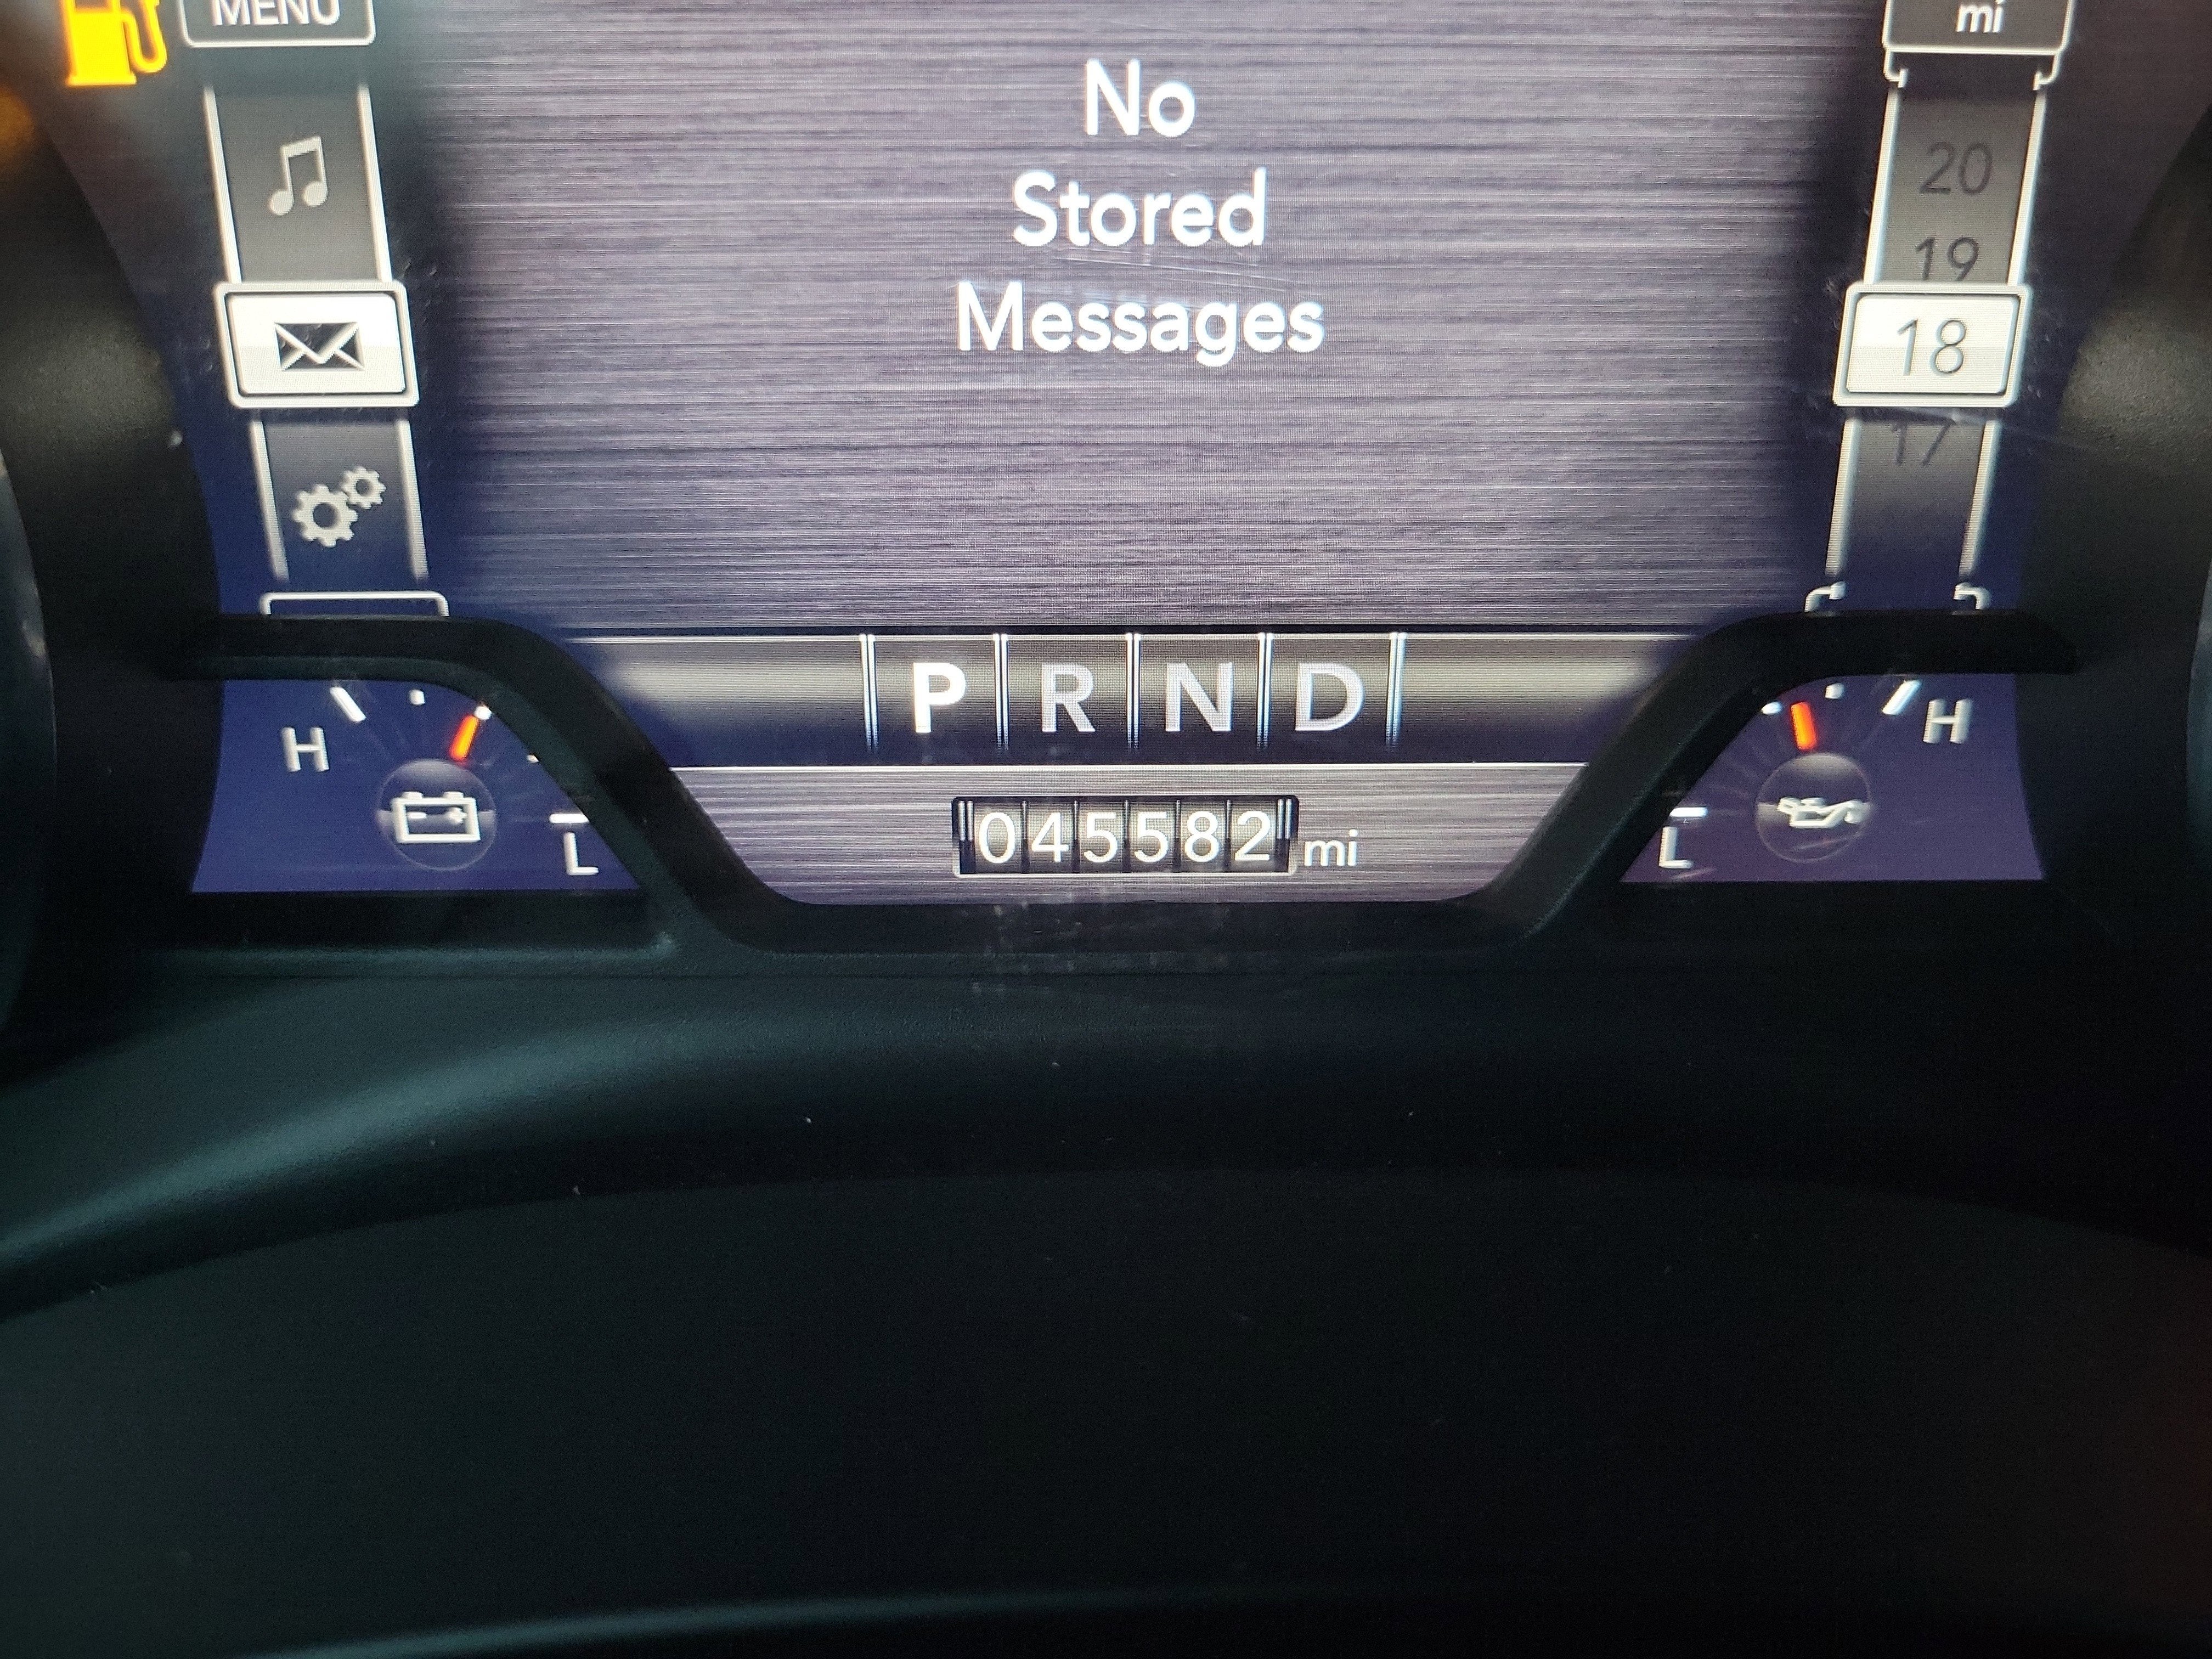 MENU
mi
No
20
Stored
19
Messages
18
17
P R N D
H
H
045582 mi
L
L